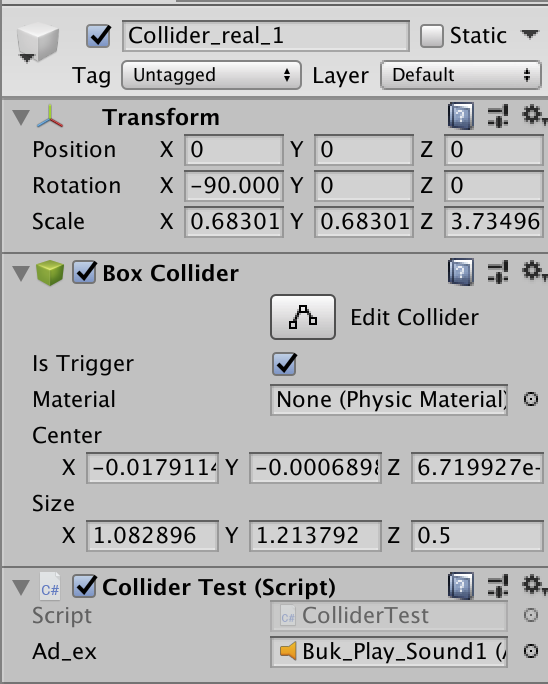 Collider_real_1 Static
Tag Untagged Layer Default
Transform
Position X 0 Y 0 Z 0
Rotation X -90.000 Y 0 Z 0
Scale X 0.68301 Y 0.68301 Z 3.73496
Box Collider
Edit Collider
Is Trigger
Material None (Physic Material)
Center
X -0.0179114 Y -0.000689 Z 6.719927e-
Size
X 1.082896 Y 1.213792 Z 0.5
C# Collider Test (Script)
Script C# ColliderTest
Ad_ex Buk_Play_Sound1 (